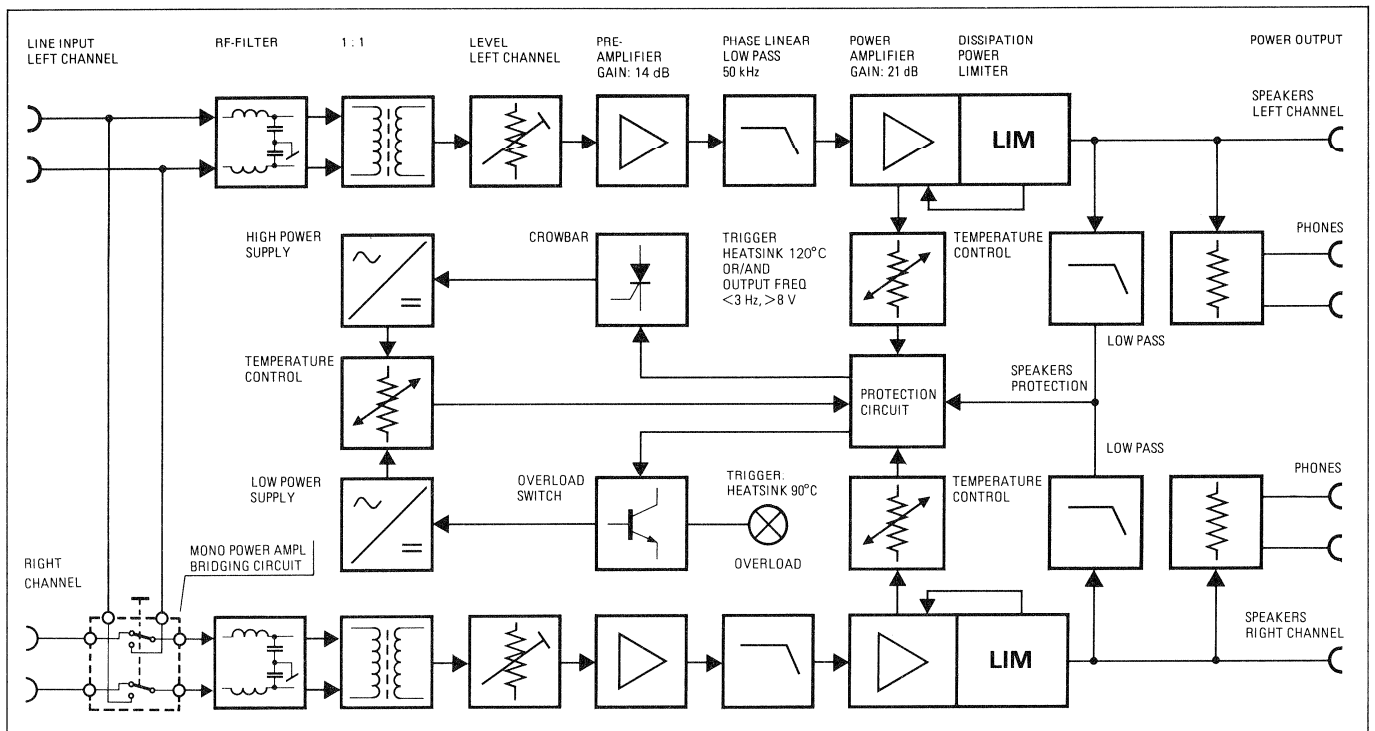 LINE INPUT
LEFT CHANNEL
RF-FILTER
1 : 1
LEVEL
LEFT CHANNEL
PRE-
AMPLIFIER
GAIN: 14 dB
PHASE LINEAR
LOW PASS
50 kHz
POWER
AMPLIFIER
GAIN: 21 dB
DISSIPATION
POWER
LIMITER
POWER OUTPUT
SPEAKERS
LEFT CHANNEL
LIM
HIGH POWER
SUPPLY
CROWBAR
TRIGGER
HEATSINK 120°C
OR/AND
OUTPUT FREQ
<3 Hz, >8 V
TEMPERATURE
CONTROL
PHONES
LOW PASS
TEMPERATURE
CONTROL
PROTECTION
CIRCUIT
SPEAKERS
PROTECTION
LOW PASS
LOW POWER
SUPPLY
OVERLOAD
SWITCH
TRIGGER:
HEATSINK 90°C
OVERLOAD
TEMPERATURE
CONTROL
PHONES
RIGHT
CHANNEL
MONO POWER AMPL
BRIDGING CIRCUIT
LIM
SPEAKERS
RIGHT CHANNEL